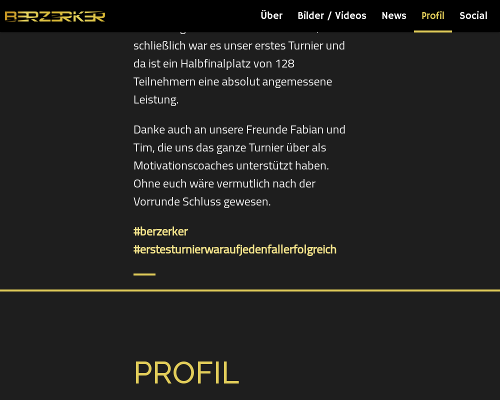 BERZERKER
Über Bilder / Videos News Profil Social
schließlich war es unser erstes Turnier und
da ist ein Halbfinalplatz von 128
Teilnehmern eine absolut angemessene
Leistung.
Danke auch an unsere Freunde Fabian und
Tim, die uns das ganze Turnier über als
Motivationscoaches unterstützt haben.
Ohne euch wäre vermutlich nach der
Vorrunde Schluss gewesen.
#berzerker
#erstesturnierwaraufjedenfallerfolgreich
PROFIL